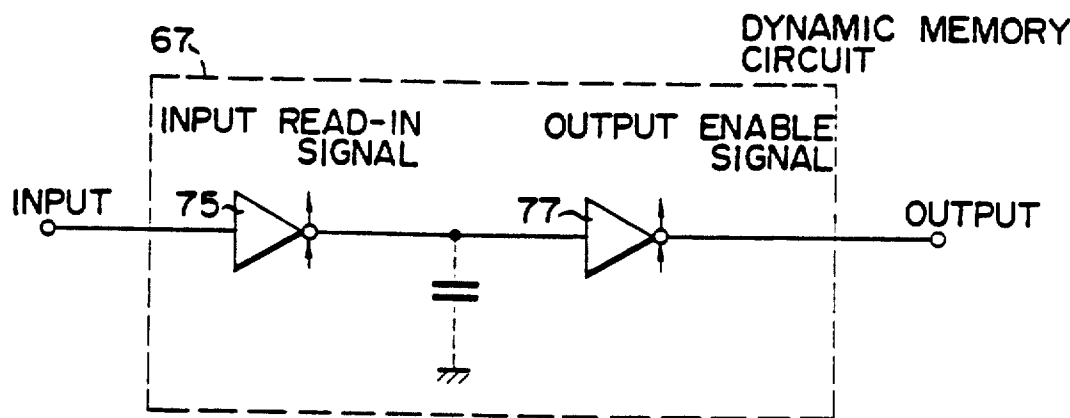 DYNAMIC MEMORY
CIRCUIT
67
INPUT READ-IN
SIGNAL
OUTPUT ENABLE
SIGNAL
INPUT
75
77
OUTPUT